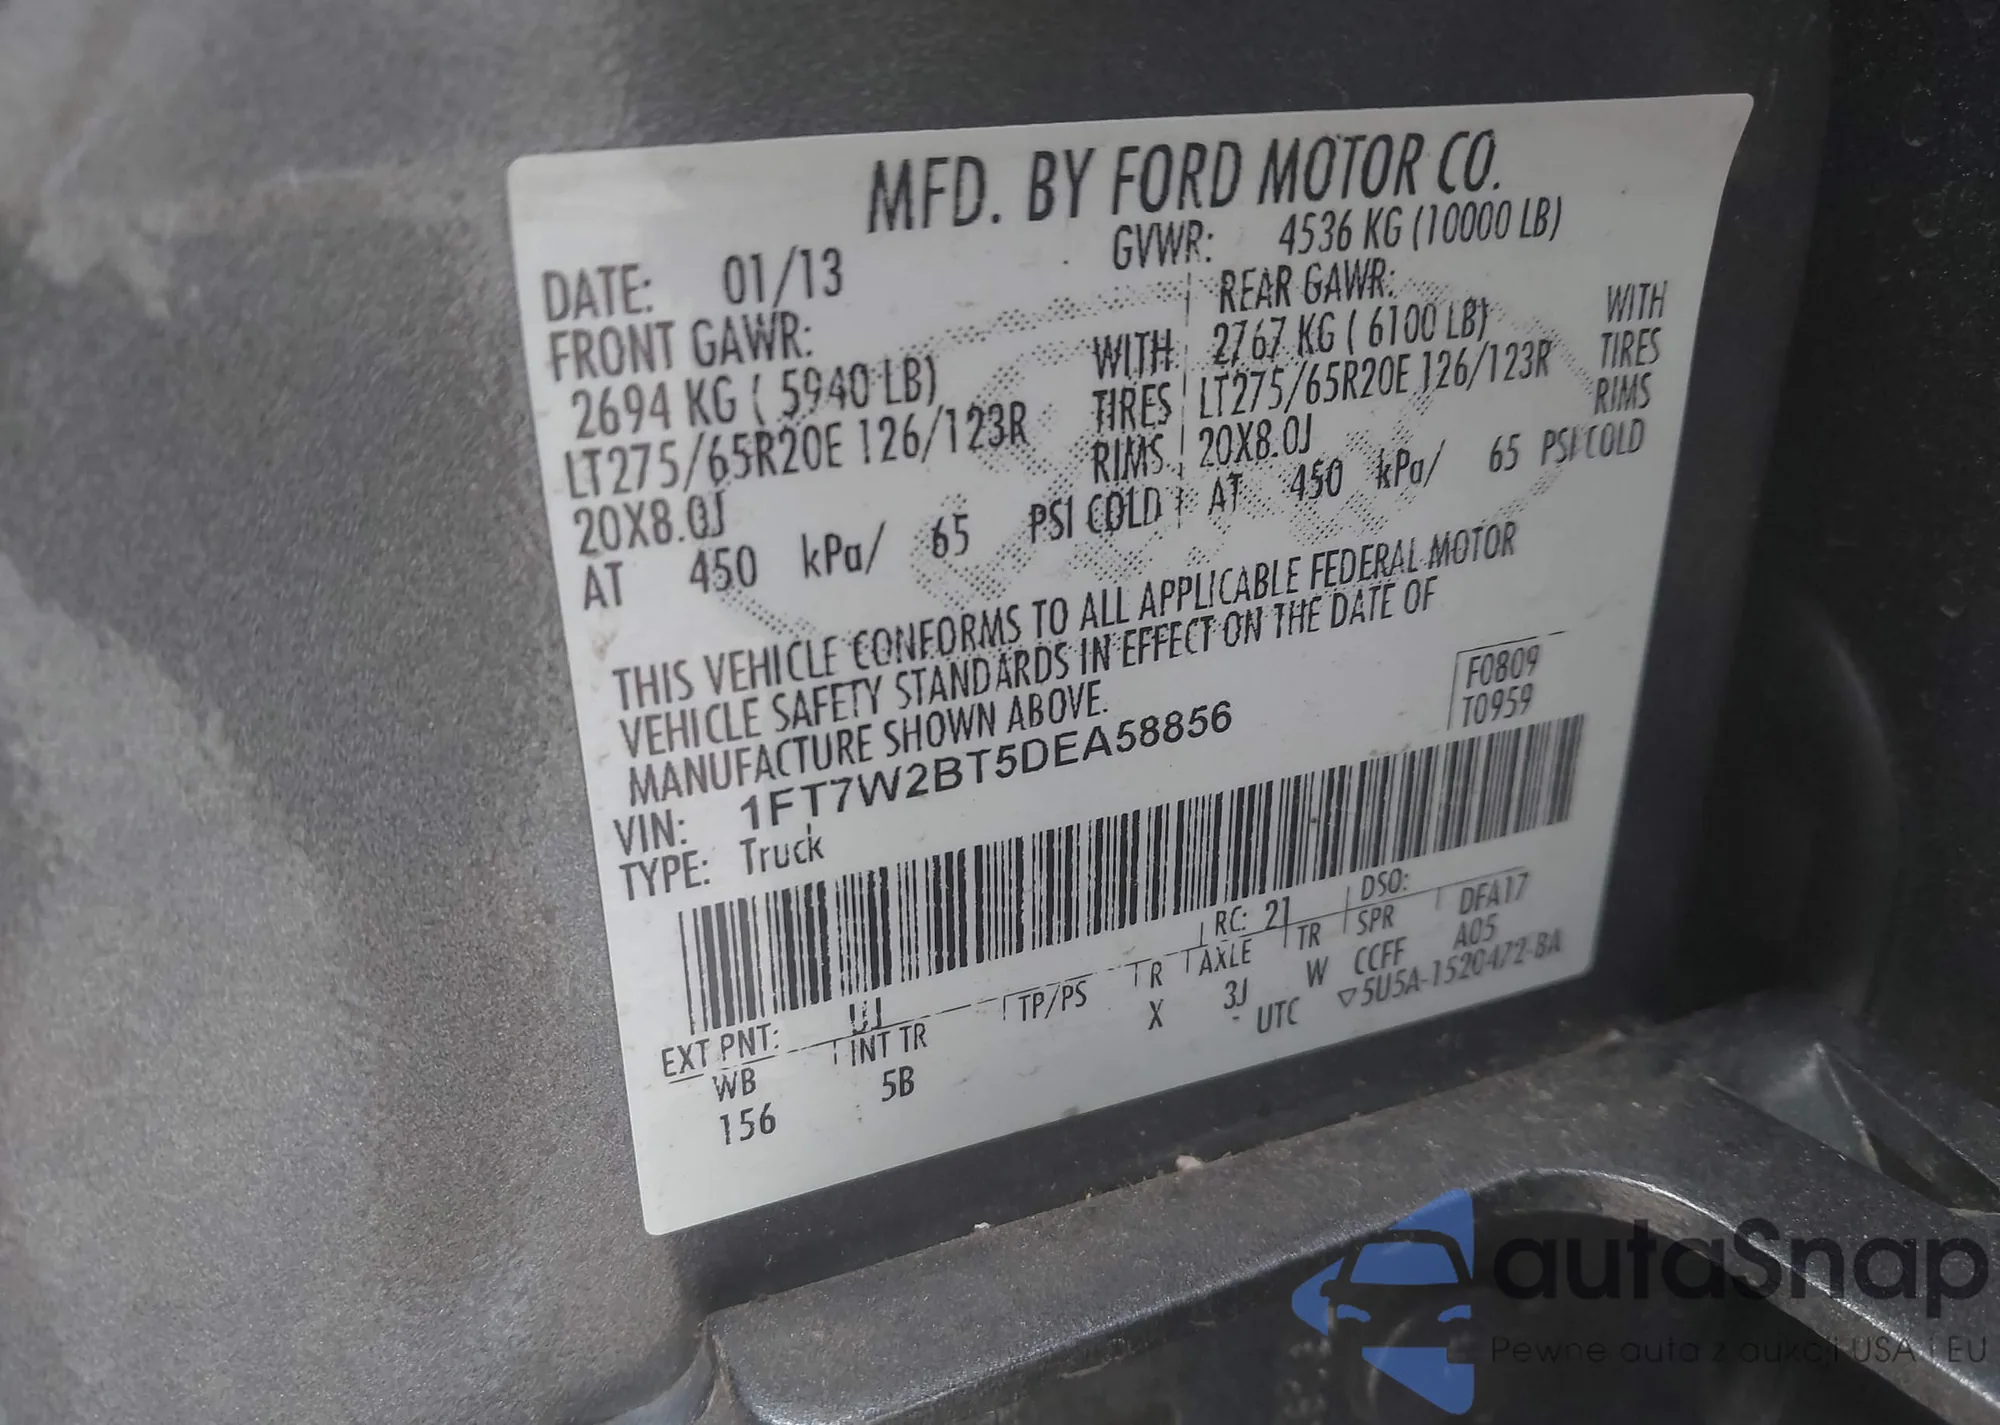 MFD. BY FORD MOTOR CO.
DATE: 01/13 GVWR: 4536 KG (10000 LB)
FRONT GAWR: REAR GAWR:
2694 KG ( 5940 LB) WITH 2767 KG ( 6100 LB) WITH
LT275/65R20E 126/123R TIRES LT275/65R20E 126/123R TIRES
20X8.0J RIMS 20X8.0J RIMS
AT 450 kPa/ 65 PSI COLD AT 450 kPa/ 65 PSI COLD
THIS VEHICLE CONFORMS TO ALL APPLICABLE FEDERAL MOTOR
VEHICLE SAFETY STANDARDS IN EFFECT ON THE DATE OF
MANUFACTURE SHOWN ABOVE.
F0809
T0959
VIN: 1FT7W2BT5DEA58856
TYPE: Truck
EXT PNT: UJ RC: 21 DSO:
WB INT TR TP/PS R AXLE TR SPR DFA17
156 5B X 3J W CCFF A05
UTC ▽5U5A-1520472-BA
autaSnap
Pewne auta z aukcji USA i EU